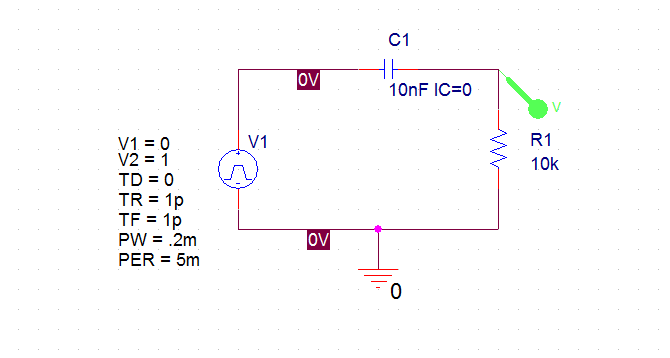 C1
0V
10nF IC=0
V
V1
R1
10k
V1 = 0
V2 = 1
TD = 0
TR = 1p
TF = 1p
PW = .2m
PER = 5m
0V
0